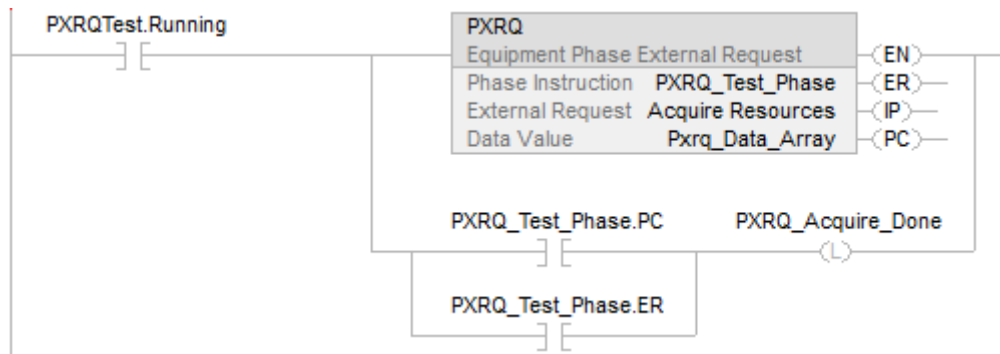 PXRQTest.Running
PXRQ
Equipment Phase External Request
EN
Phase Instruction PXRQ_Test_Phase
ER
External Request Acquire Resources
IP
Data Value Pxrq_Data_Array
PC
PXRQ_Test_Phase.PC
PXRQ_Acquire_Done
L
PXRQ_Test_Phase.ER